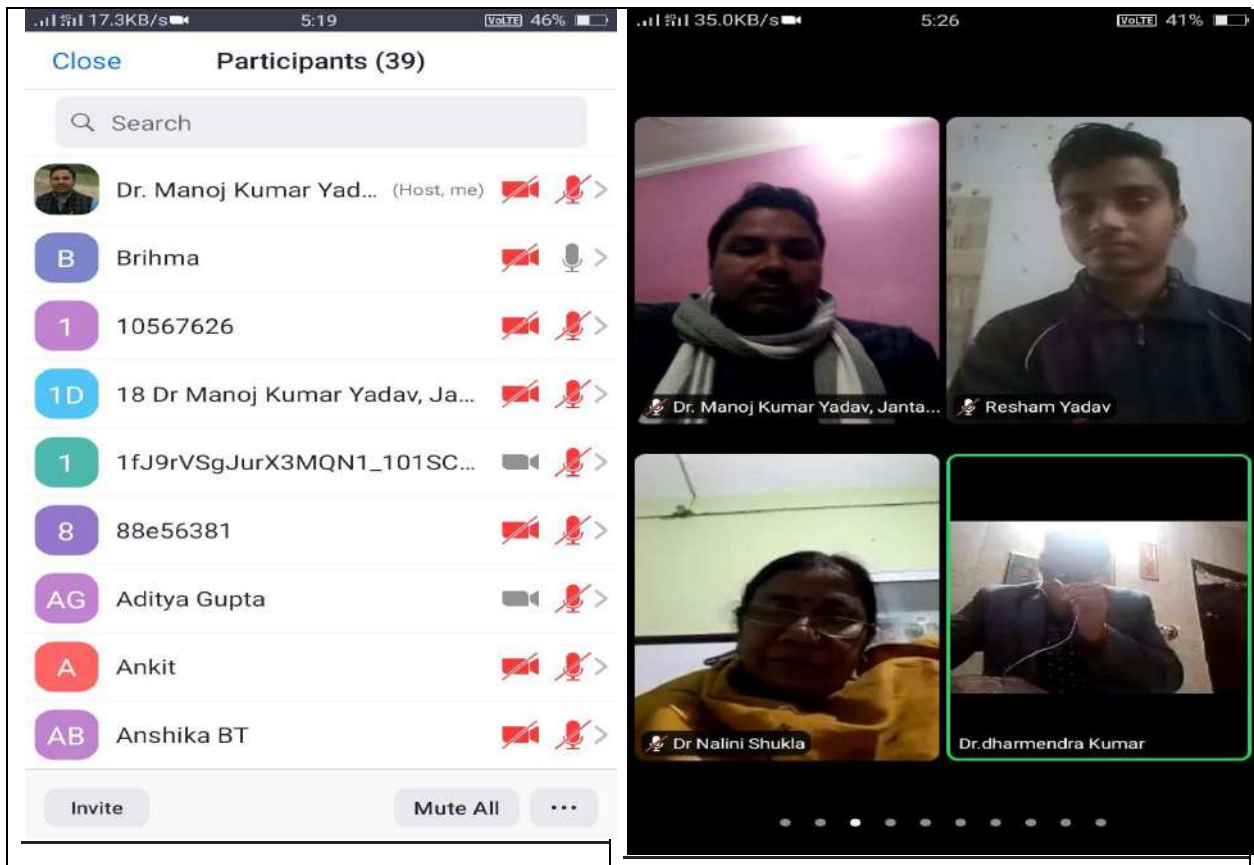 17.3KB/s 5:19 VoLTE 46%
Close Participants (39)
Search
Dr. Manoj Kumar Yad... (Host, me)
B Brihma
1 10567626
1D 18 Dr Manoj Kumar Yadav, Ja...
1 1fJ9rVSgJurX3MQN1_101SC...
8 88e56381
AG Aditya Gupta
A Ankit
AB Anshika BT
Invite Mute All ...
35.0KB/s 5:26 VoLTE 41%
Dr. Manoj Kumar Yadav, Janta... Resham Yadav
Dr Nalini Shukla Dr.dharmendra Kumar